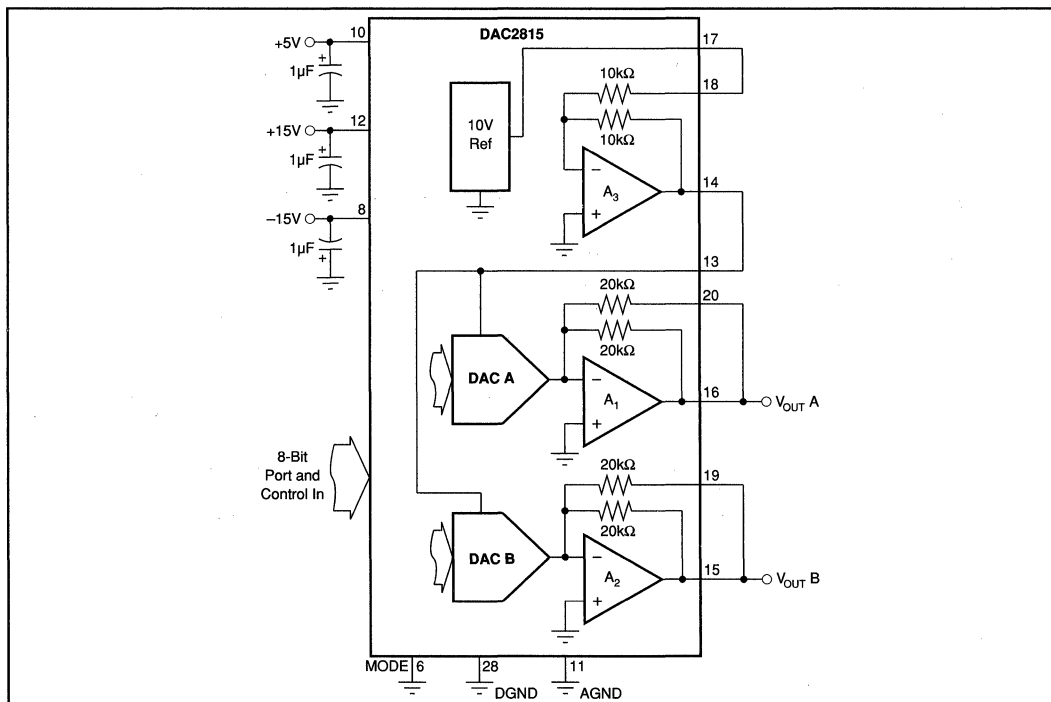 DAC2815
+5V
10
+
1μF
+15V
12
+
1μF
–15V
8
1μF
+
17
10kΩ
18
10kΩ
10V
Ref
–
A3
+
14
13
20kΩ
20
20kΩ
DAC A
–
A1
+
16
VOUT A
8-Bit
Port and
Control In
20kΩ
19
20kΩ
DAC B
–
A2
+
15
VOUT B
MODE
6
28
11
DGND
AGND